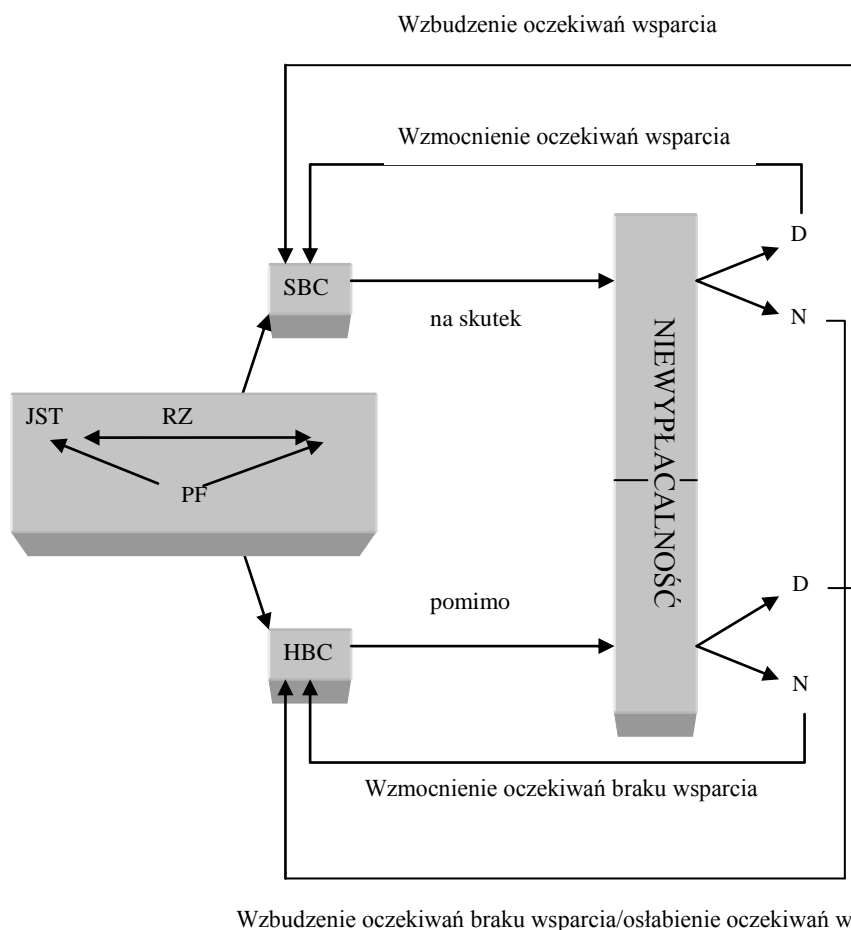 Wzbudzenie oczekiwań wsparcia
Wzmocnienie oczekiwań wsparcia
D
SBC
N
na skutek
NIEWYPŁACALNOŚĆ
JST
RZ
PF
D
pomimo
HBC
N
Wzmocnienie oczekiwań braku wsparcia
Wzbudzenie oczekiwań braku wsparcia/osłabienie oczekiwań w